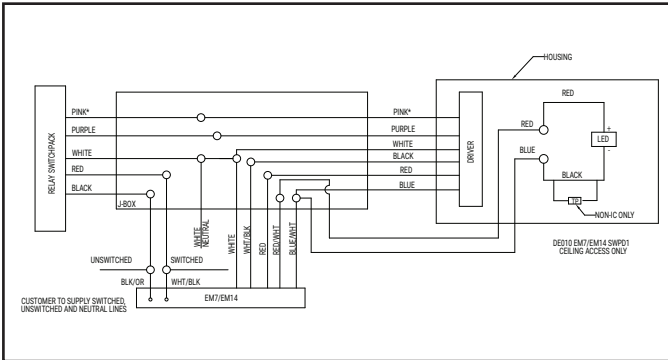 HOUSING
RED
PINK*
PINK*
PURPLE
PURPLE
RED
WHITE
WHITE
BLACK
RED
RED
BLACK
BLUE
BLUE
RELAY SWITCHPACK
J-BOX
DRIVER
LED
+
-
BLACK
TP
NON-IC ONLY
WHITE
NEUTRAL
WHITE
WHT/BLK
RED
RED/WHT
BLUE/WHT
DE010 EM7/EM14 SWPD1
CEILING ACCESS ONLY
UNSWITCHED
SWITCHED
BLK/OR
WHT/BLK
EM7/EM14
CUSTOMER TO SUPPLY SWITCHED,
UNSWITCHED AND NEUTRAL LINES